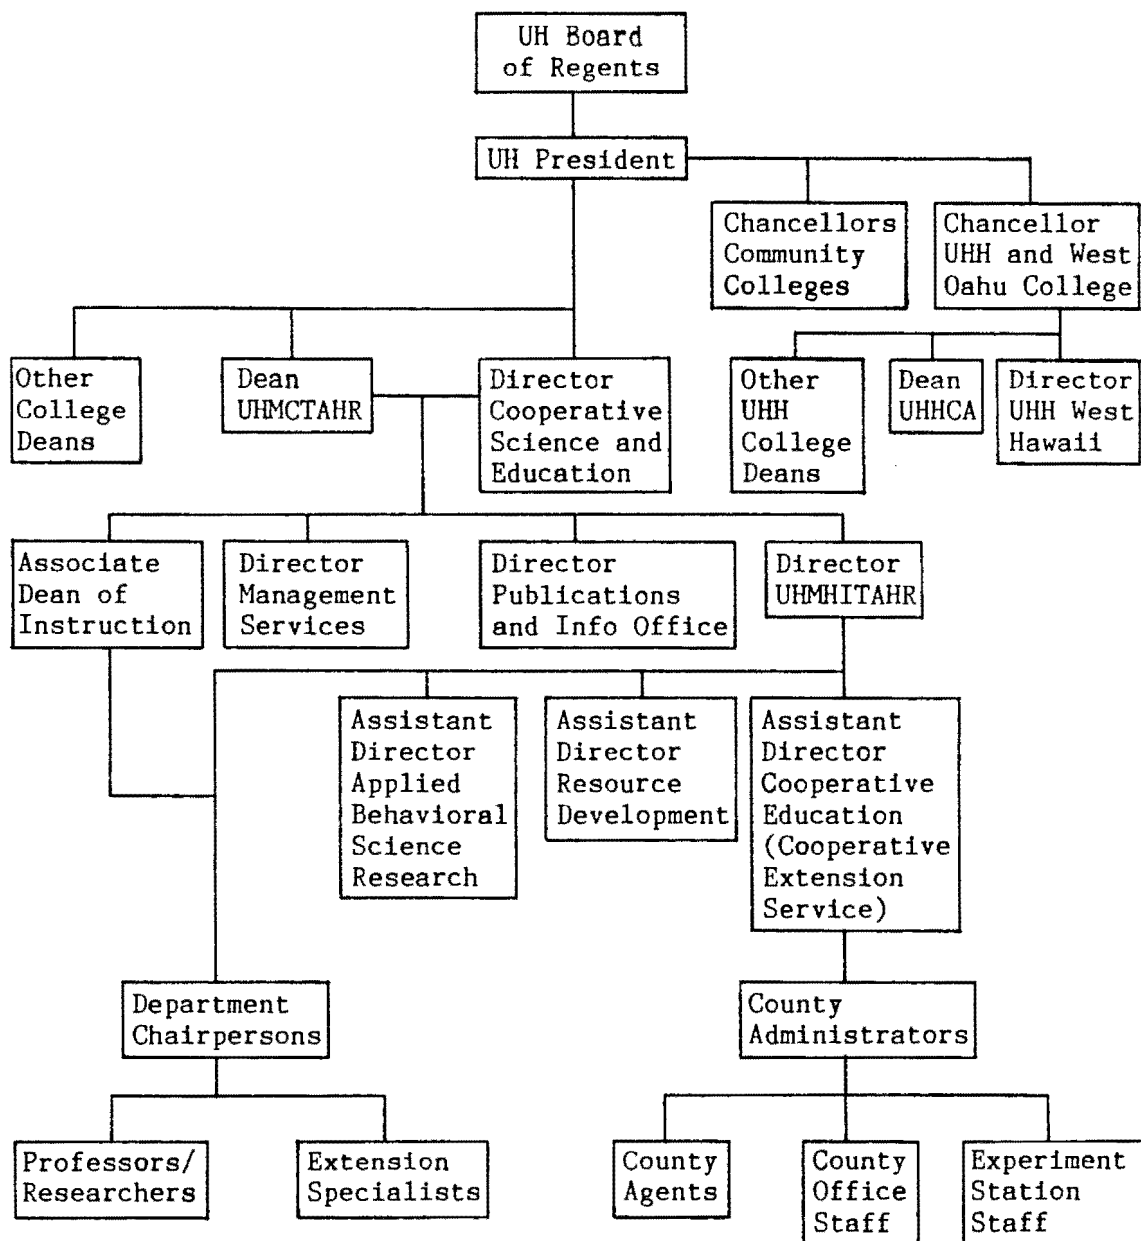 UH Board
of Regents
UH President
Chancellors
Community
Colleges
Chancellor
UHH and West
Oahu College
Other
College
Deans
Dean
UHMCTAHR
Director
Cooperative
Science and
Education
Other
UHH
College
Deans
Dean
UHHCA
Director
UHH West
Hawaii
Associate
Dean of
Instruction
Director
Management
Services
Director
Publications
and Info Office
Director
UHMHITAHR
Assistant
Director
Applied
Behavioral
Science
Research
Assistant
Director
Resource
Development
Assistant
Director
Cooperative
Education
(Cooperative
Extension
Service)
Department
Chairpersons
County
Administrators
Professors/
Researchers
Extension
Specialists
County
Agents
County
Office
Staff
Experiment
Station
Staff